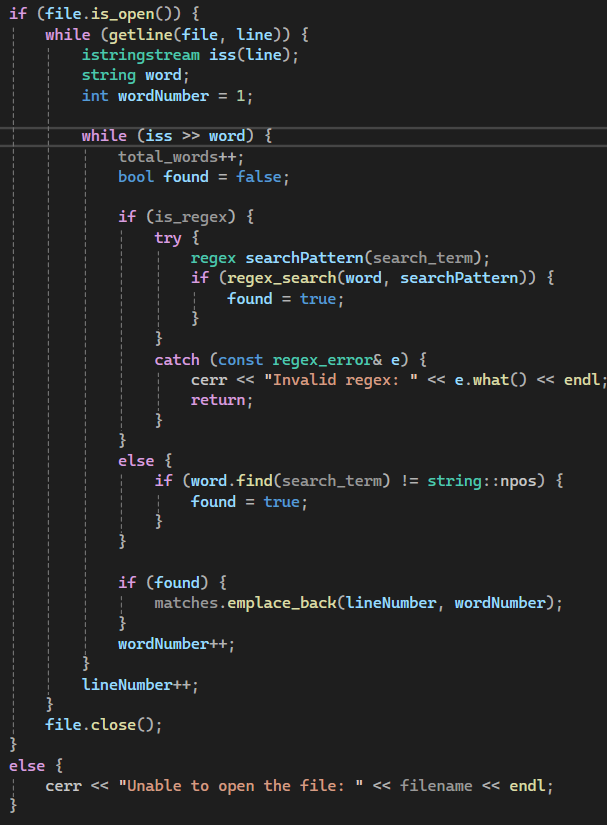 if (file.is_open()) {
    while (getline(file, line)) {
        istringstream iss(line);
        string word;
        int wordNumber = 1;

        while (iss >> word) {
            total_words++;
            bool found = false;

            if (is_regex) {
                try {
                    regex searchPattern(search_term);
                    if (regex_search(word, searchPattern)) {
                        found = true;
                    }
                }
                catch (const regex_error& e) {
                    cerr << "Invalid regex: " << e.what() << endl;
                    return;
                }
            }
            else {
                if (word.find(search_term) != string::npos) {
                    found = true;
                }
            }

            if (found) {
                matches.emplace_back(lineNumber, wordNumber);
            }
            wordNumber++;
        }
        lineNumber++;
    }
    file.close();
}
else {
    cerr << "Unable to open the file: " << filename << endl;
}